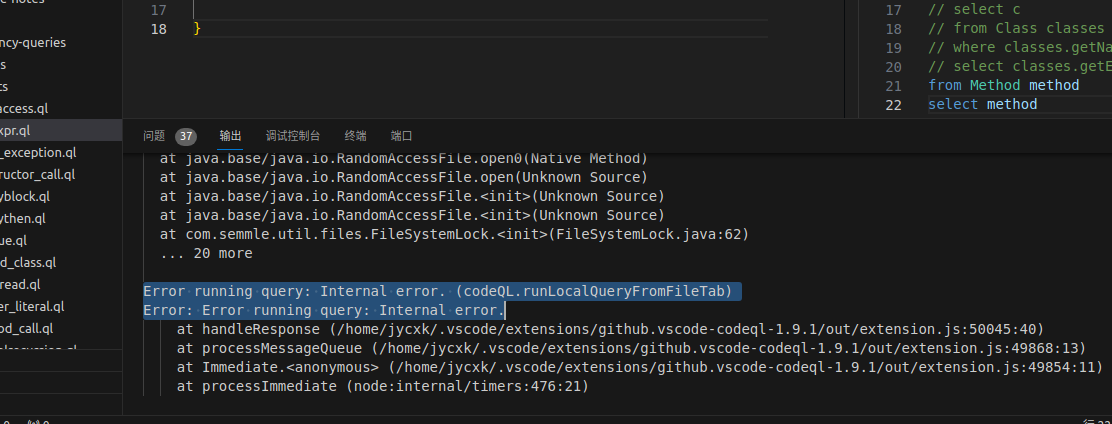 ncy-queries
access.ql
xpr.ql
_exception.ql
tructor_call.ql
yblock.ql
ythen.ql
ue.ql
d_class.ql
read.ql
er_literal.ql
od_call.ql
17
18 }
17 // select c
18 // from Class classes
19 // where classes.getNa
20 // select classes.getE
21 from Method method
22 select method
问题 37 输出 调试控制台 终端 端口
at java.base/java.io.RandomAccessFile.open0(Native Method)
at java.base/java.io.RandomAccessFile.open(Unknown Source)
at java.base/java.io.RandomAccessFile.<init>(Unknown Source)
at java.base/java.io.RandomAccessFile.<init>(Unknown Source)
at com.semmle.util.files.FileSystemLock.<init>(FileSystemLock.java:62)
... 20 more
Error running query: Internal error. (codeQL.runLocalQueryFromFileTab)
Error: Error running query: Internal error.
at handleResponse (/home/jycxk/.vscode/extensions/github.vscode-codeql-1.9.1/out/extension.js:50045:40)
at processMessageQueue (/home/jycxk/.vscode/extensions/github.vscode-codeql-1.9.1/out/extension.js:49868:13)
at Immediate.<anonymous> (/home/jycxk/.vscode/extensions/github.vscode-codeql-1.9.1/out/extension.js:49854:11)
at processImmediate (node:internal/timers:476:21)